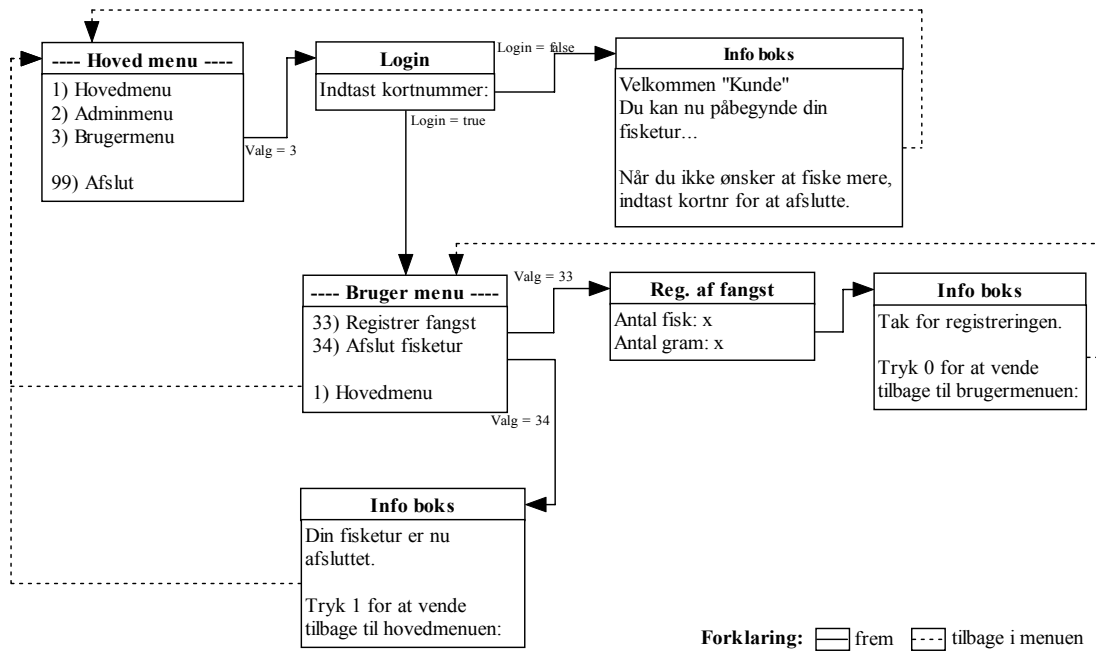 ---- Hoved menu ----
1) Hovedmenu
2) Adminmenu
3) Brugermenu
99) Afslut
Valg = 3
Login
Indtast kortnummer:
Login = false
Login = true
Info boks
Velkommen "Kunde"
Du kan nu påbegynde din
fisketur...
Når du ikke ønsker at fiske mere,
indtast kortnr for at afslutte.
---- Bruger menu ----
33) Registrer fangst
34) Afslut fisketur
1) Hovedmenu
Valg = 33
Valg = 34
Reg. af fangst
Antal fisk: x
Antal gram: x
Info boks
Tak for registreringen.
Tryk 0 for at vende
tilbage til brugermenuen:
Info boks
Din fisketur er nu
afsluttet.
Tryk 1 for at vende
tilbage til hovedmenuen:
Forklaring: frem tilbage i menuen